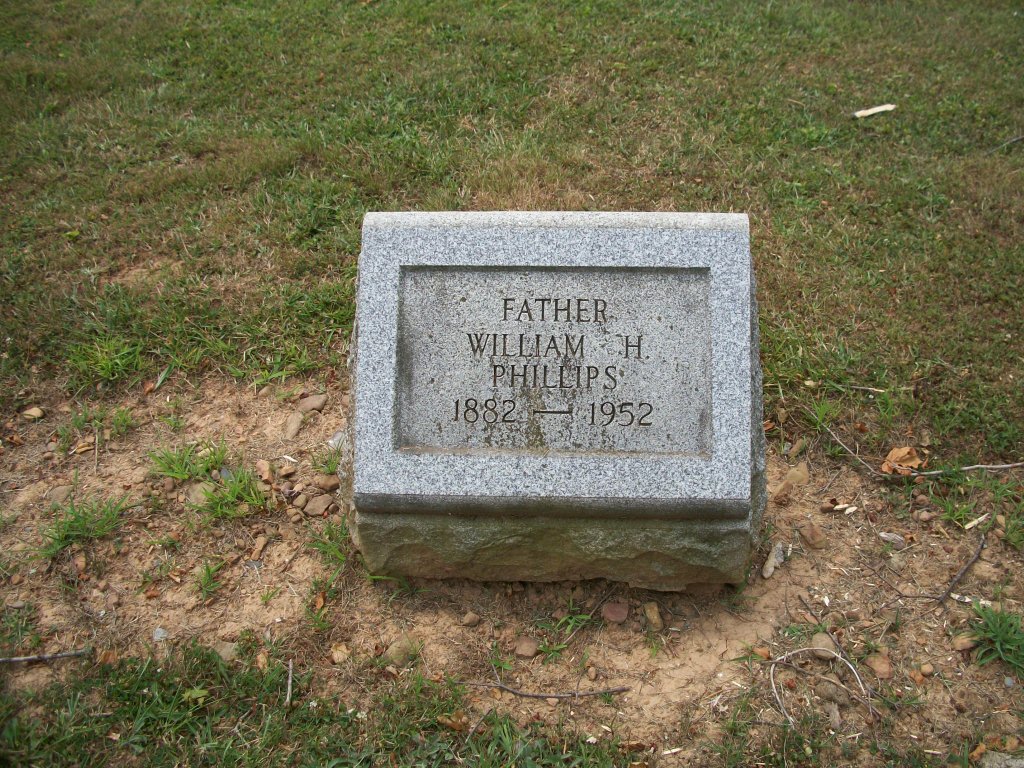 FATHER
WILLIAM H.
PHILLIPS
1882 — 1952